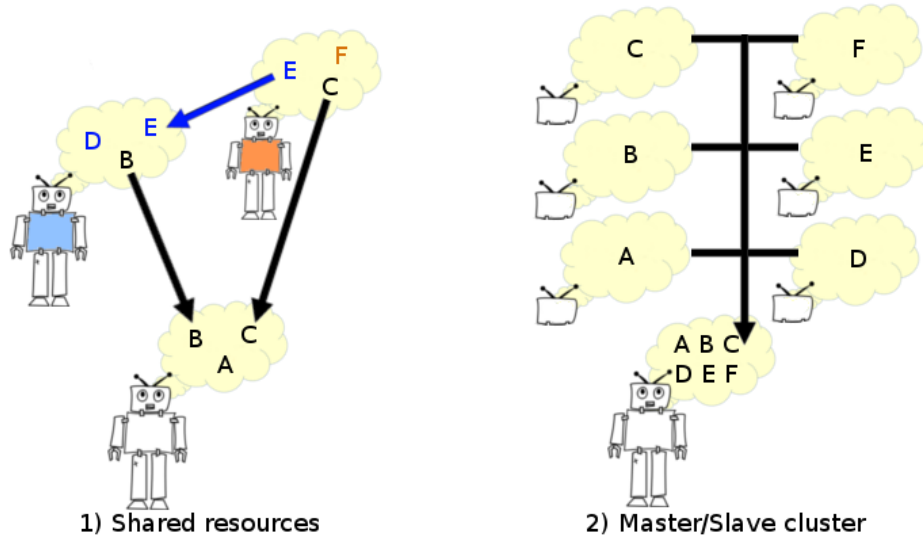 F
E
C
E
D
B
B
C
A
1) Shared resources
C
F
B
E
A
D
A B C
D E F
2) Master/Slave cluster